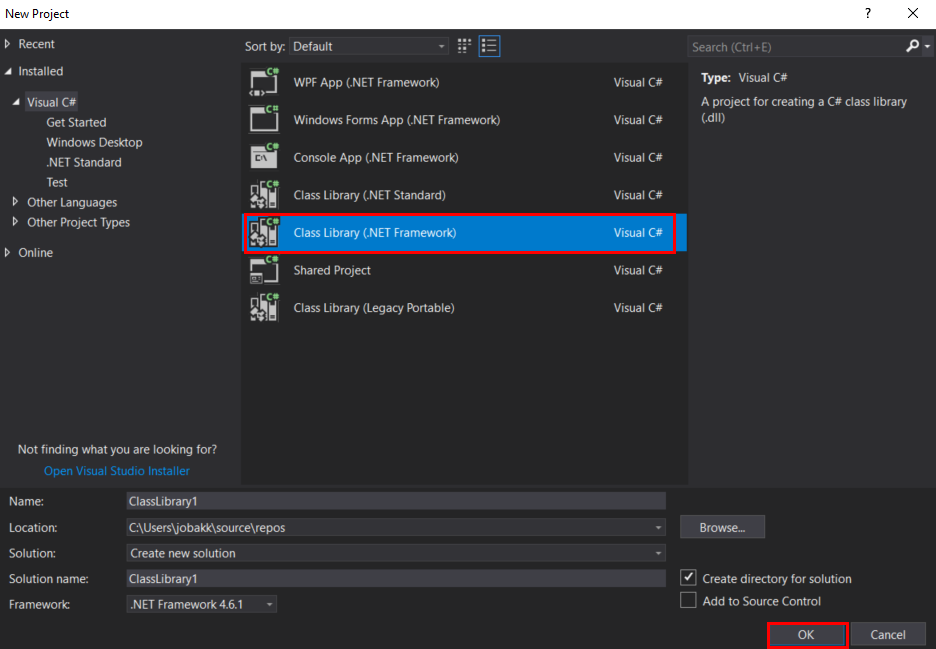 New Project
?
Recent
Installed
Visual C#
Get Started
Windows Desktop
.NET Standard
Test
Other Languages
Other Project Types
Online
Not finding what you are looking for?
Open Visual Studio Installer
Sort by: Default
C# WPF App (.NET Framework) Visual C#
C# Windows Forms App (.NET Framework) Visual C#
C# C:\ Console App (.NET Framework) Visual C#
C# Class Library (.NET Standard) Visual C#
C# Class Library (.NET Framework) Visual C#
C# Shared Project Visual C#
C# Class Library (Legacy Portable) Visual C#
Search (Ctrl+E)
Type: Visual C#
A project for creating a C# class library
(.dll)
Name: ClassLibrary1
Location: C:\Users\jobakk\source\repos Browse...
Solution: Create new solution
Solution name: ClassLibrary1
Create directory for solution
Framework: .NET Framework 4.6.1
Add to Source Control
OK Cancel